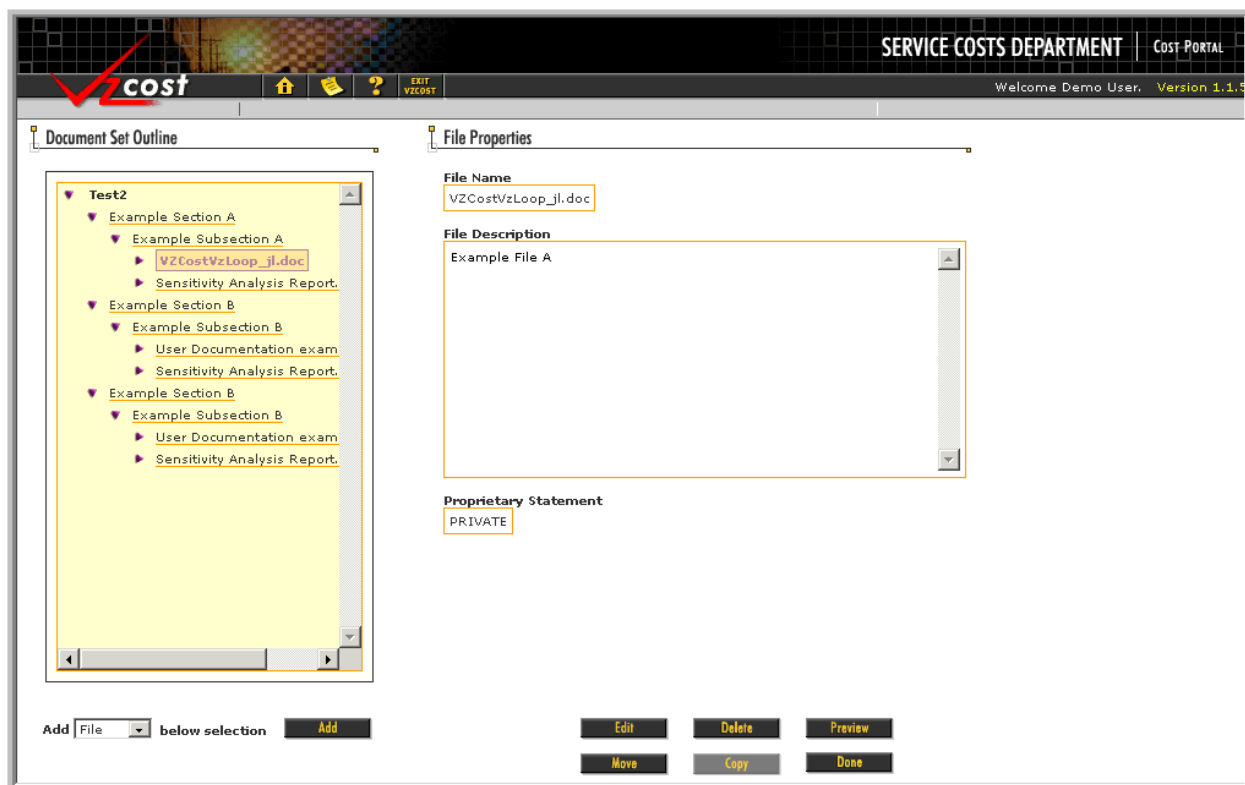 SERVICE COSTS DEPARTMENT | COST PORTAL
Vzcost
?
EXIT
VZCOST
Welcome Demo User. Version 1.1.5
Document Set Outline
Test2
Example Section A
Example Subsection A
VZCostVzLoop_jl.doc
Sensitivity Analysis Report.
Example Section B
Example Subsection B
User Documentation exam
Sensitivity Analysis Report.
Example Section B
Example Subsection B
User Documentation exam
Sensitivity Analysis Report.
Add File below selection Add
File Properties
File Name
VZCostVzLoop_jl.doc
File Description
Example File A
Proprietary Statement
PRIVATE
Edit Delete Preview
Move Copy Done